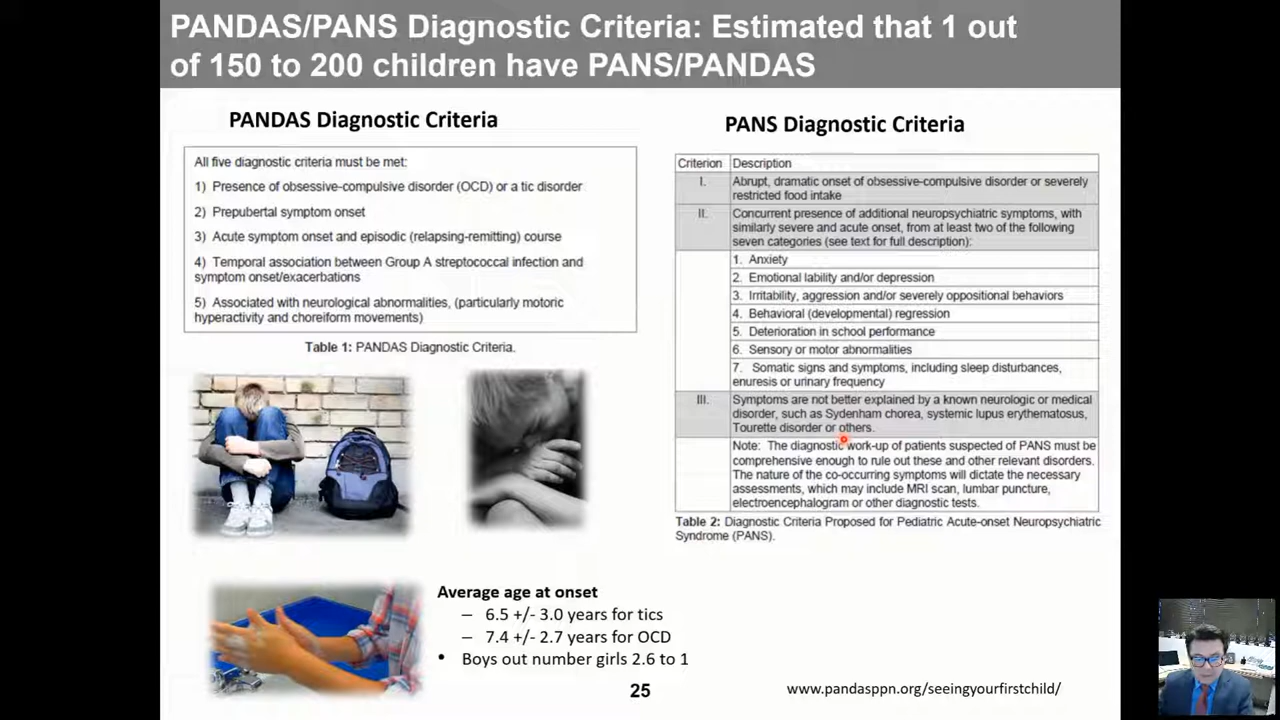 PANDAS/PANS Diagnostic Criteria: Estimated that 1 out
of 150 to 200 children have PANS/PANDAS
PANDAS Diagnostic Criteria
All five diagnostic criteria must be met:
1) Presence of obsessive-compulsive disorder (OCD) or a tic disorder
2) Prepubertal symptom onset
3) Acute symptom onset and episodic (relapsing-remitting) course
4) Temporal association between Group A streptococcal infection and
symptom onset/exacerbations
5) Associated with neurological abnormalities, (particularly motoric
hyperactivity and choreiform movements)
Table 1: PANDAS Diagnostic Criteria.
PANS Diagnostic Criteria
Criterion Description
I. Abrupt, dramatic onset of obsessive-compulsive disorder or severely
restricted food intake
II. Concurrent presence of additional neuropsychiatric symptoms, with
similarly severe and acute onset, from at least two of the following
seven categories (see text for full description):
1. Anxiety
2. Emotional lability and/or depression
3. Irritability, aggression and/or severely oppositional behaviors
4. Behavioral (developmental) regression
5. Deterioration in school performance
6. Sensory or motor abnormalities
7. Somatic signs and symptoms, including sleep disturbances,
enuresis or urinary frequency
III. Symptoms are not better explained by a known neurologic or medical
disorder, such as Sydenham chorea, systemic lupus erythematosus,
Tourette disorder or others.
Note: The diagnostic work-up of patients suspected of PANS must be
comprehensive enough to rule out these and other relevant disorders.
The nature of the co-occurring symptoms will dictate the necessary
assessments, which may include MRI scan, lumbar puncture,
electroencephalogram or other diagnostic tests.
Table 2: Diagnostic Criteria Proposed for Pediatric Acute-onset Neuropsychiatric
Syndrome (PANS).
Average age at onset
– 6.5 +/- 3.0 years for tics
– 7.4 +/- 2.7 years for OCD
• Boys out number girls 2.6 to 1
25
www.pandasppn.org/seeingyourfirstchild/